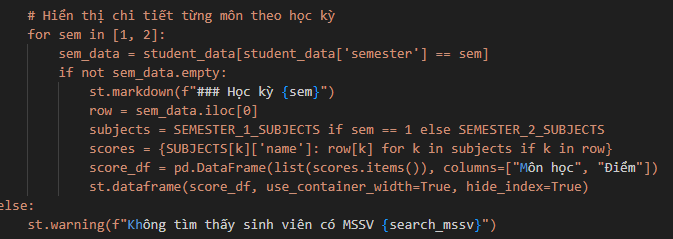 # Hiển thị chi tiết từng môn theo học kỳ
for sem in [1, 2]:
sem_data = student_data[student_data['semester'] == sem]
if not sem_data.empty:
st.markdown(f"### Học kỳ {sem}")
row = sem_data.iloc[0]
subjects = SEMESTER_1_SUBJECTS if sem == 1 else SEMESTER_2_SUBJECTS
scores = {SUBJECTS[k]['name']: row[k] for k in subjects if k in row}
score_df = pd.DataFrame(list(scores.items()), columns=["Môn học", "Điểm"])
st.dataframe(score_df, use_container_width=True, hide_index=True)
else:
st.warning(f"Không tìm thấy sinh viên có MSSV {search_mssv}")